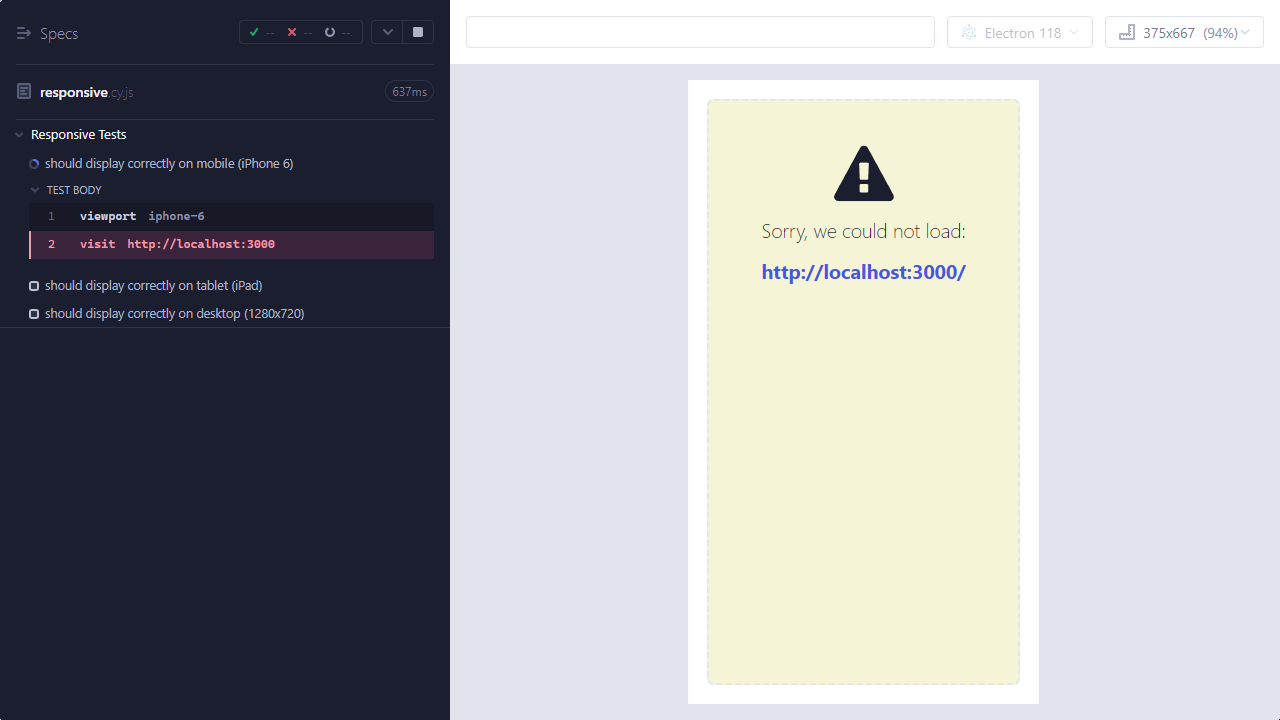 Specs
-- -- --
responsive.cy.js 637ms
Responsive Tests
should display correctly on mobile (iPhone 6)
TEST BODY
1 viewport iphone-6
2 visit http://localhost:3000
should display correctly on tablet (iPad)
should display correctly on desktop (1280x720)
Electron 118
375x667 (94%)
Sorry, we could not load:
http://localhost:3000/